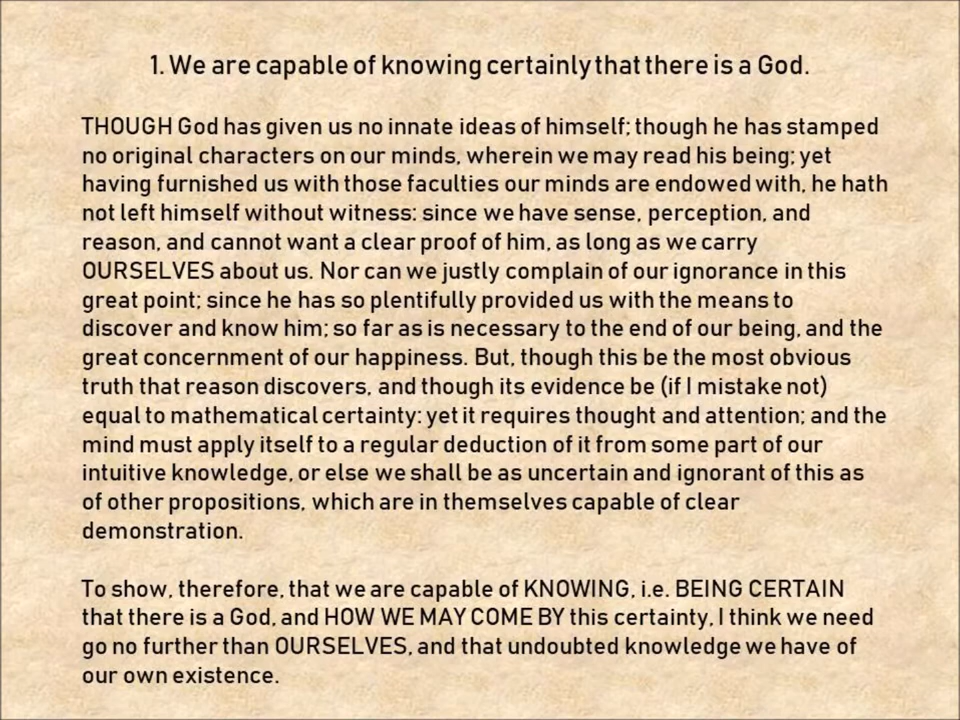 1. We are capable of knowing certainly that there is a God.
THOUGH God has given us no innate ideas of himself; though he has stamped
no original characters on our minds, wherein we may read his being; yet
having furnished us with those faculties our minds are endowed with, he hath
not left himself without witness: since we have sense, perception, and
reason, and cannot want a clear proof of him, as long as we carry
OURSELVES about us. Nor can we justly complain of our ignorance in this
great point; since he has so plentifully provided us with the means to
discover and know him; so far as is necessary to the end of our being, and the
great concernment of our happiness. But, though this be the most obvious
truth that reason discovers, and though its evidence be (if I mistake not)
equal to mathematical certainty: yet it requires thought and attention; and the
mind must apply itself to a regular deduction of it from some part of our
intuitive knowledge, or else we shall be as uncertain and ignorant of this as
of other propositions, which are in themselves capable of clear
demonstration.
To show, therefore, that we are capable of KNOWING, i.e. BEING CERTAIN
that there is a God, and HOW WE MAY COME BY this certainty, I think we need
go no further than OURSELVES, and that undoubted knowledge we have of
our own existence.